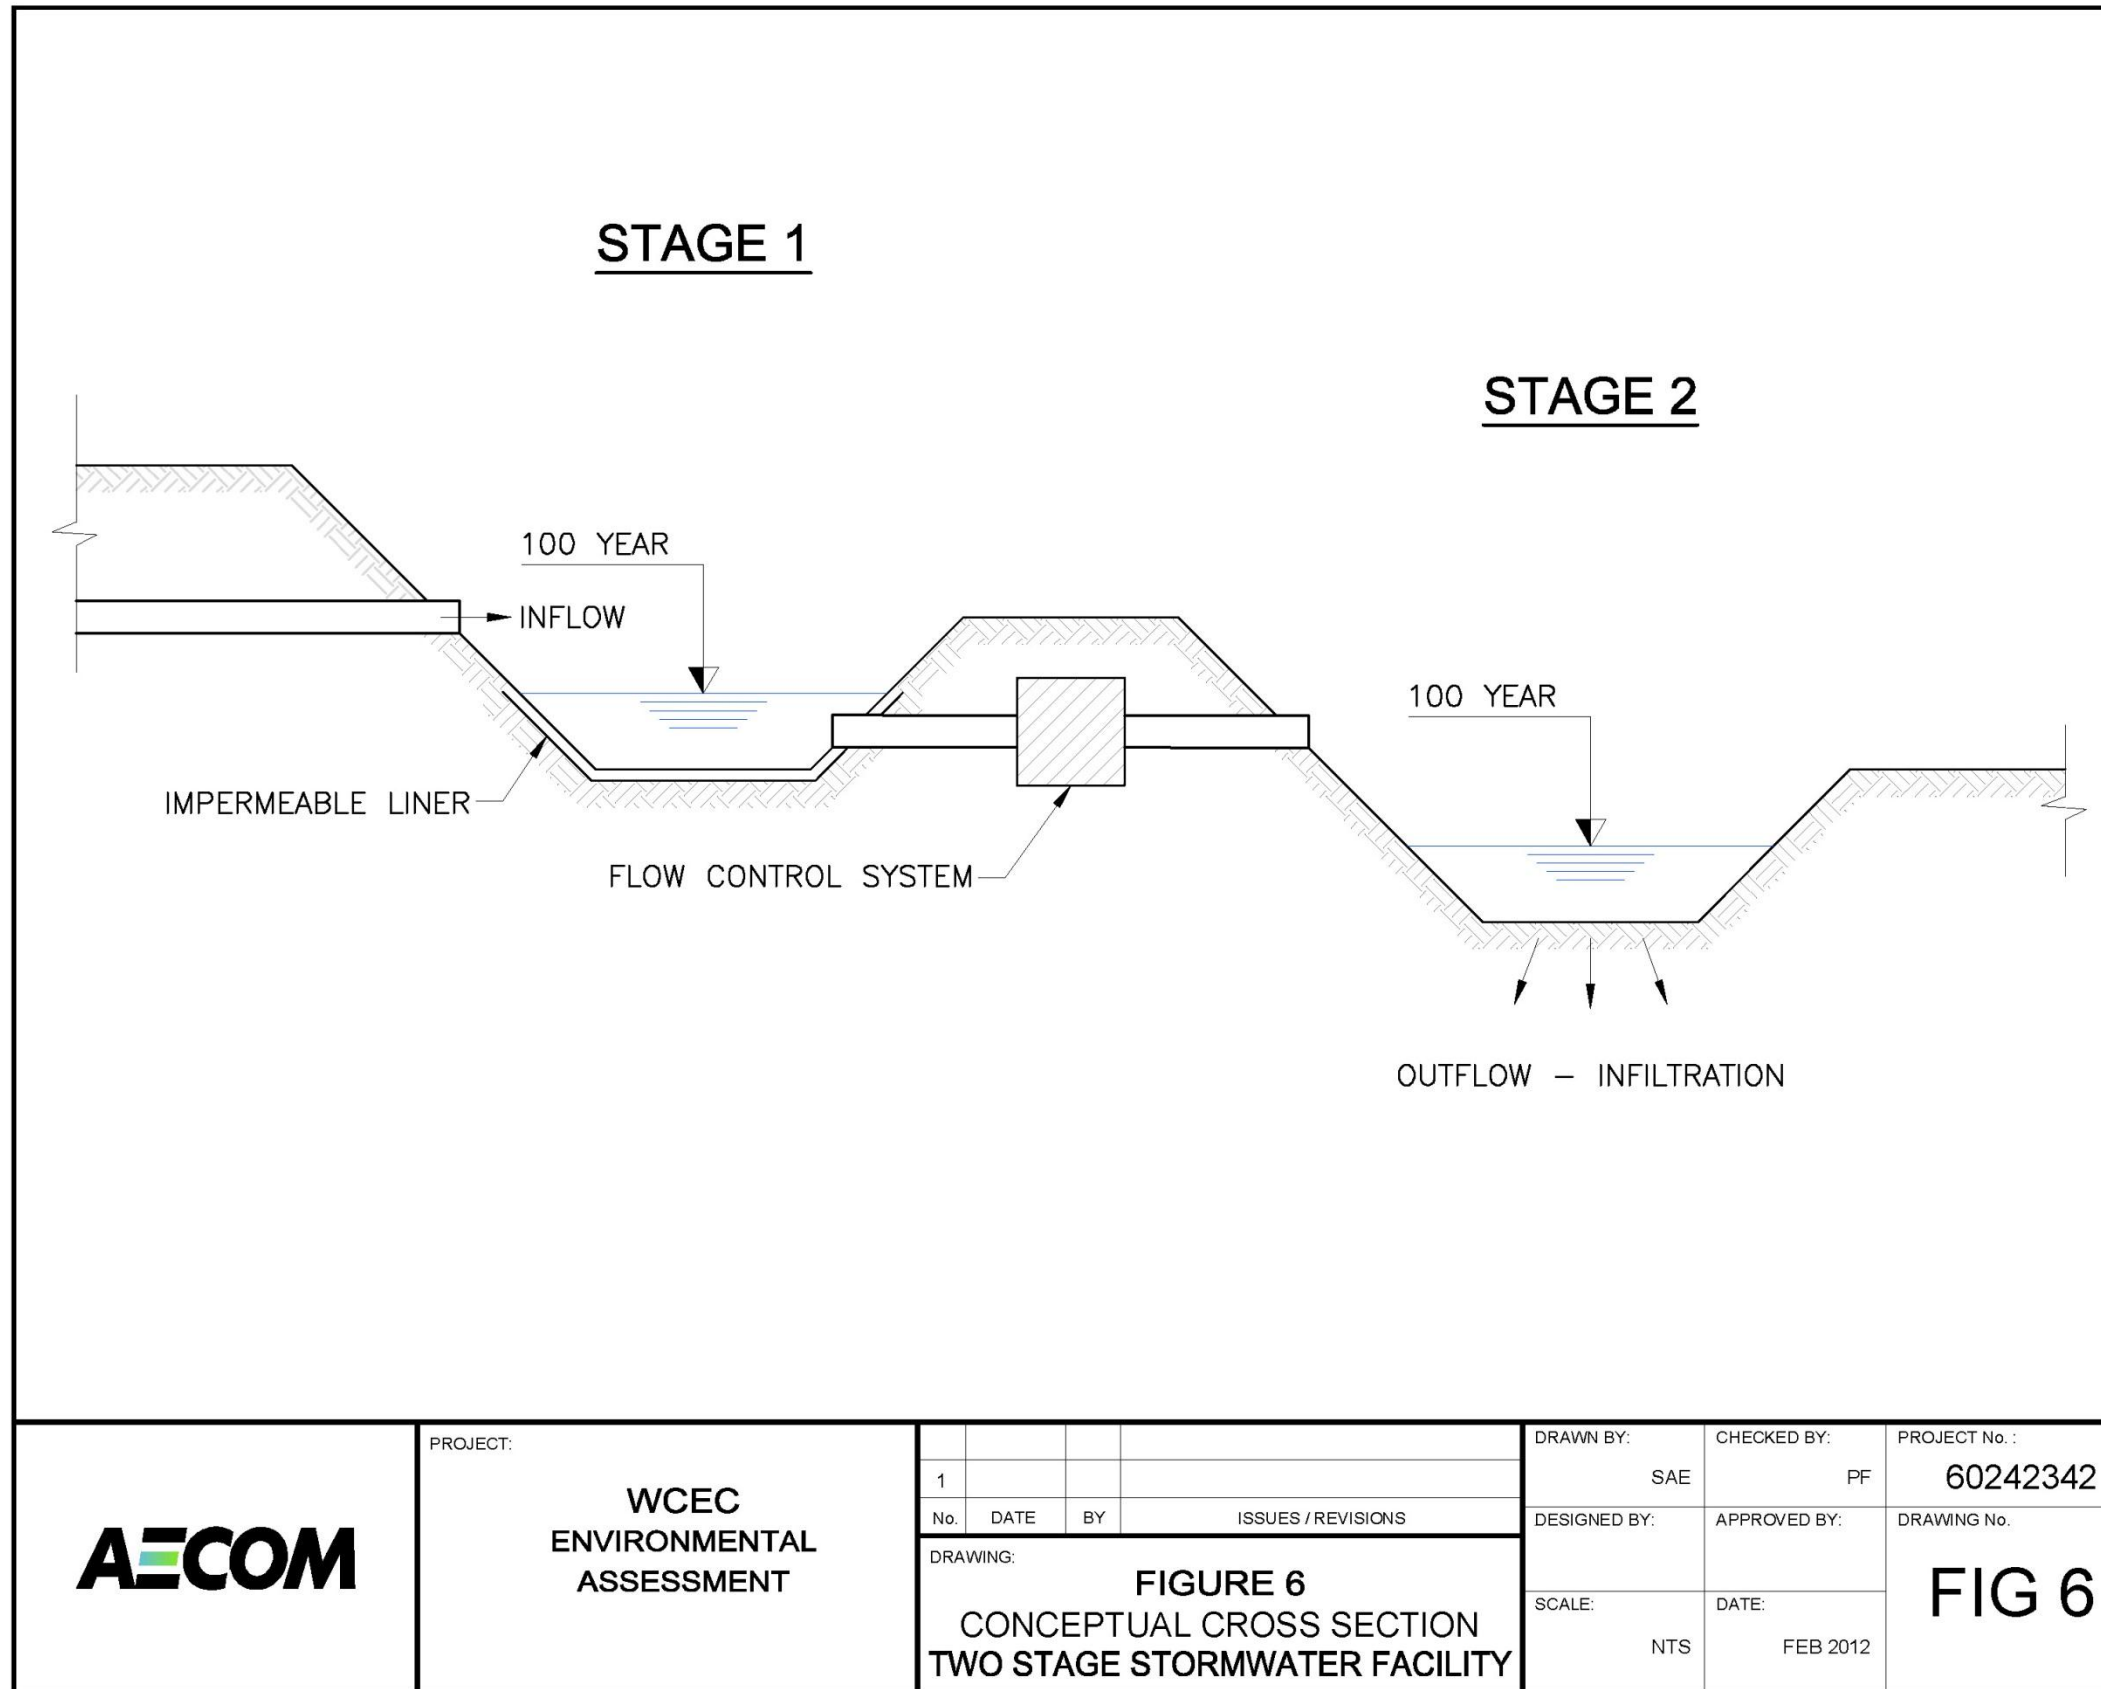 STAGE 1
STAGE 2
100 YEAR
INFLOW
100 YEAR
IMPERMEABLE LINER
FLOW CONTROL SYSTEM
OUTFLOW – INFILTRATION
AECOM
PROJECT:
WCEC
ENVIRONMENTAL
ASSESSMENT
1
No. DATE BY ISSUES / REVISIONS
DRAWING:
FIGURE 6
CONCEPTUAL CROSS SECTION
TWO STAGE STORMWATER FACILITY
DRAWN BY:
SAE
CHECKED BY:
PF
PROJECT No. :
60242342
DESIGNED BY:
APPROVED BY:
DRAWING No.
FIG 6
SCALE:
NTS
DATE:
FEB 2012